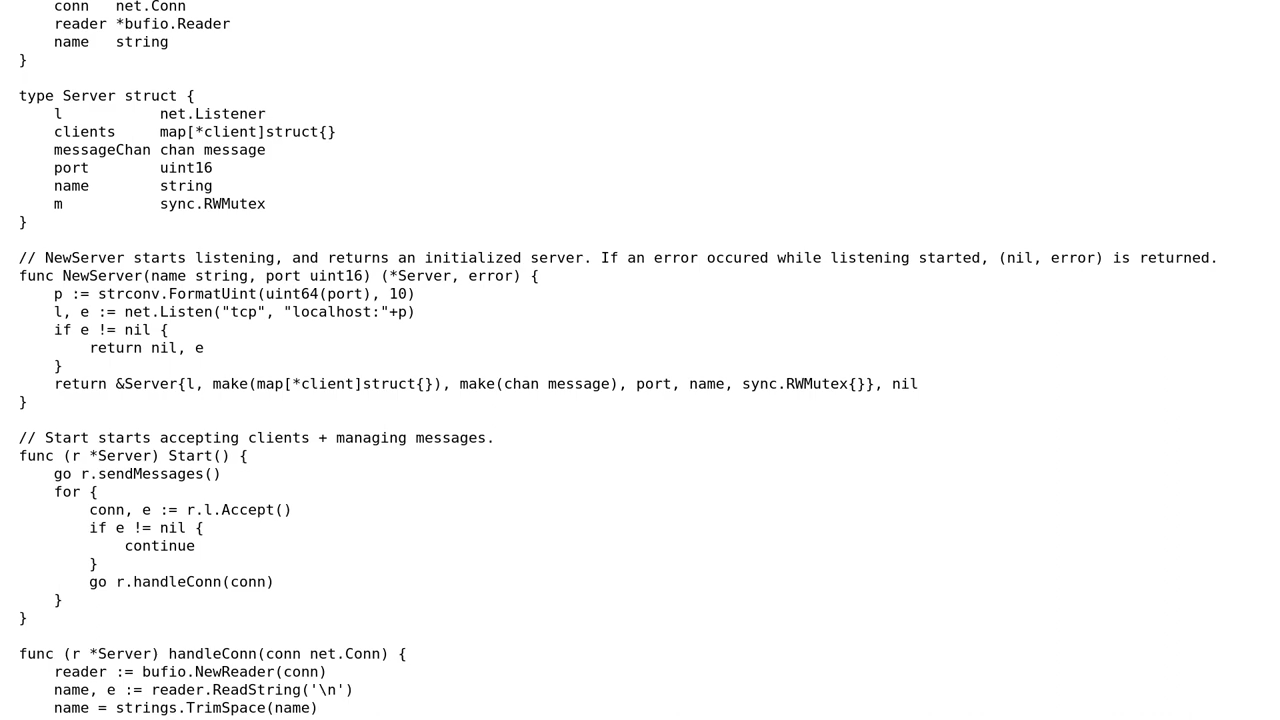 conn   net.Conn
    reader *bufio.Reader
    name   string
}

type Server struct {
    l           net.Listener
    clients     map[*client]struct{}
    messageChan chan message
    port        uint16
    name        string
    m           sync.RWMutex
}

// NewServer starts listening, and returns an initialized server. If an error occured while listening started, (nil, error) is returned.
func NewServer(name string, port uint16) (*Server, error) {
    p := strconv.FormatUint(uint64(port), 10)
    l, e := net.Listen("tcp", "localhost:"+p)
    if e != nil {
        return nil, e
    }
    return &Server{l, make(map[*client]struct{}), make(chan message), port, name, sync.RWMutex{}}, nil
}

// Start starts accepting clients + managing messages.
func (r *Server) Start() {
    go r.sendMessages()
    for {
        conn, e := r.l.Accept()
        if e != nil {
            continue
        }
        go r.handleConn(conn)
    }
}

func (r *Server) handleConn(conn net.Conn) {
    reader := bufio.NewReader(conn)
    name, e := reader.ReadString('\n')
    name = strings.TrimSpace(name)